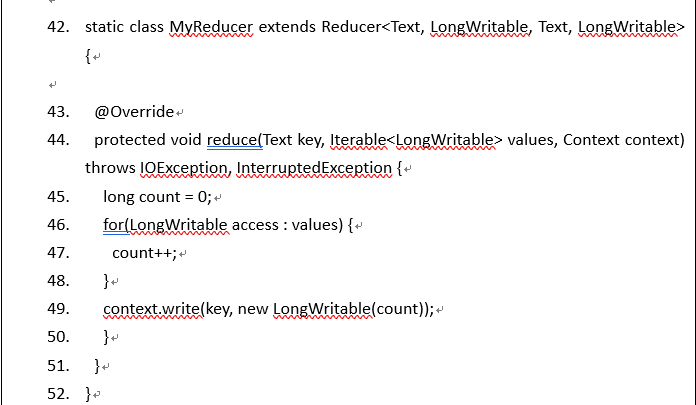 42. static class MyReducer extends Reducer<Text, LongWritable, Text, LongWritable>
{
43. @Override
44. protected void reduce(Text key, Iterable<LongWritable> values, Context context)
throws IOException, InterruptedException {
45. long count = 0;
46. for(LongWritable access : values) {
47. count++;
48. }
49. context.write(key, new LongWritable(count));
50. }
51. }
52. }